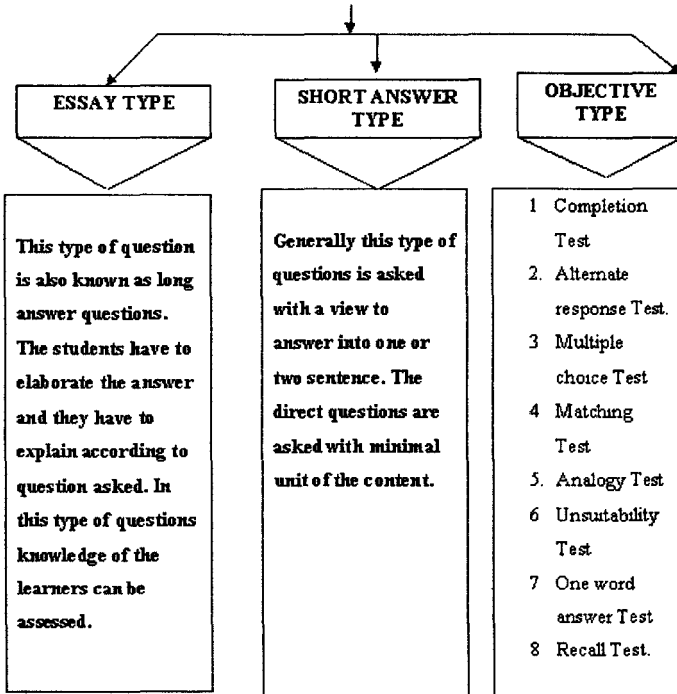 ESSAY TYPE
SHORT ANSWER
TYPE
OBJECTIVE
TYPE
This type of question
is also known as long
answer questions.
The students have to
elaborate the answer
and they have to
explain according to
question asked. In
this type of questions
knowledge of the
learners can be
assessed.
Generally this type of
questions is asked
with a view to
answer into one or
two sentence. The
direct questions are
asked with minimal
unit of the content.
1 Completion
Test
2. Alternate
response Test.
3 Multiple
choice Test
4 Matching
Test
5. Analogy Test
6 Unsuitability
Test
7 One word
answer Test
8 Recall Test.